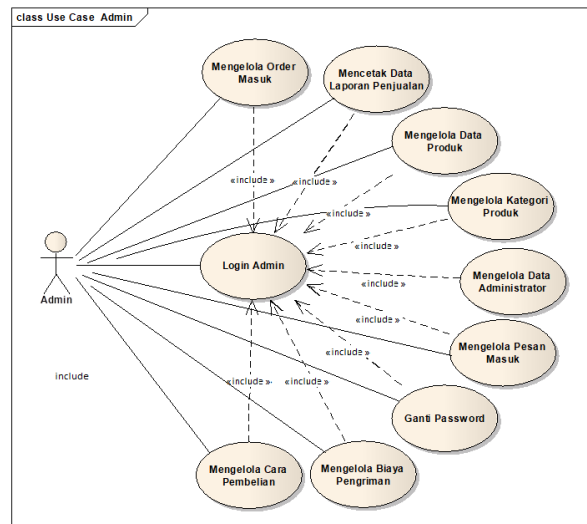 class Use Case Admin
Mengelola Order
Masuk
Mencetak Data
Laporan Penjualan
Mengelola Data
Produk
«include»
«include»
«include»
Mengelola Kategori
Produk
«include»
Login Admin
Admin
«include»
Mengelola Data
Administrator
«include»
Mengelola Pesan
Masuk
«include»
include
«include»
«include»
Ganti Password
Mengelola Cara
Pembelian
Mengelola Biaya
Pengriman